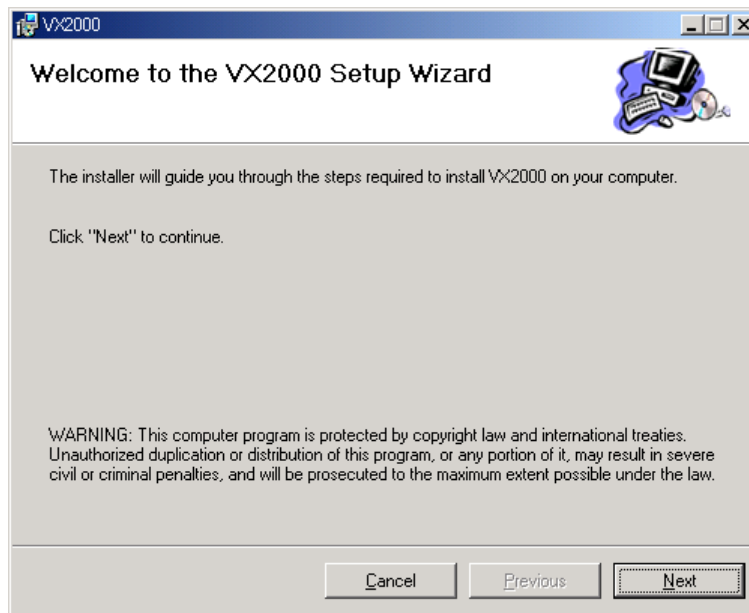 VX2000
Welcome to the VX2000 Setup Wizard
The installer will guide you through the steps required to install VX2000 on your computer.
Click "Next" to continue.
WARNING: This computer program is protected by copyright law and international treaties.
Unauthorized duplication or distribution of this program, or any portion of it, may result in severe
civil or criminal penalties, and will be prosecuted to the maximum extent possible under the law.
Cancel
Previous
Next